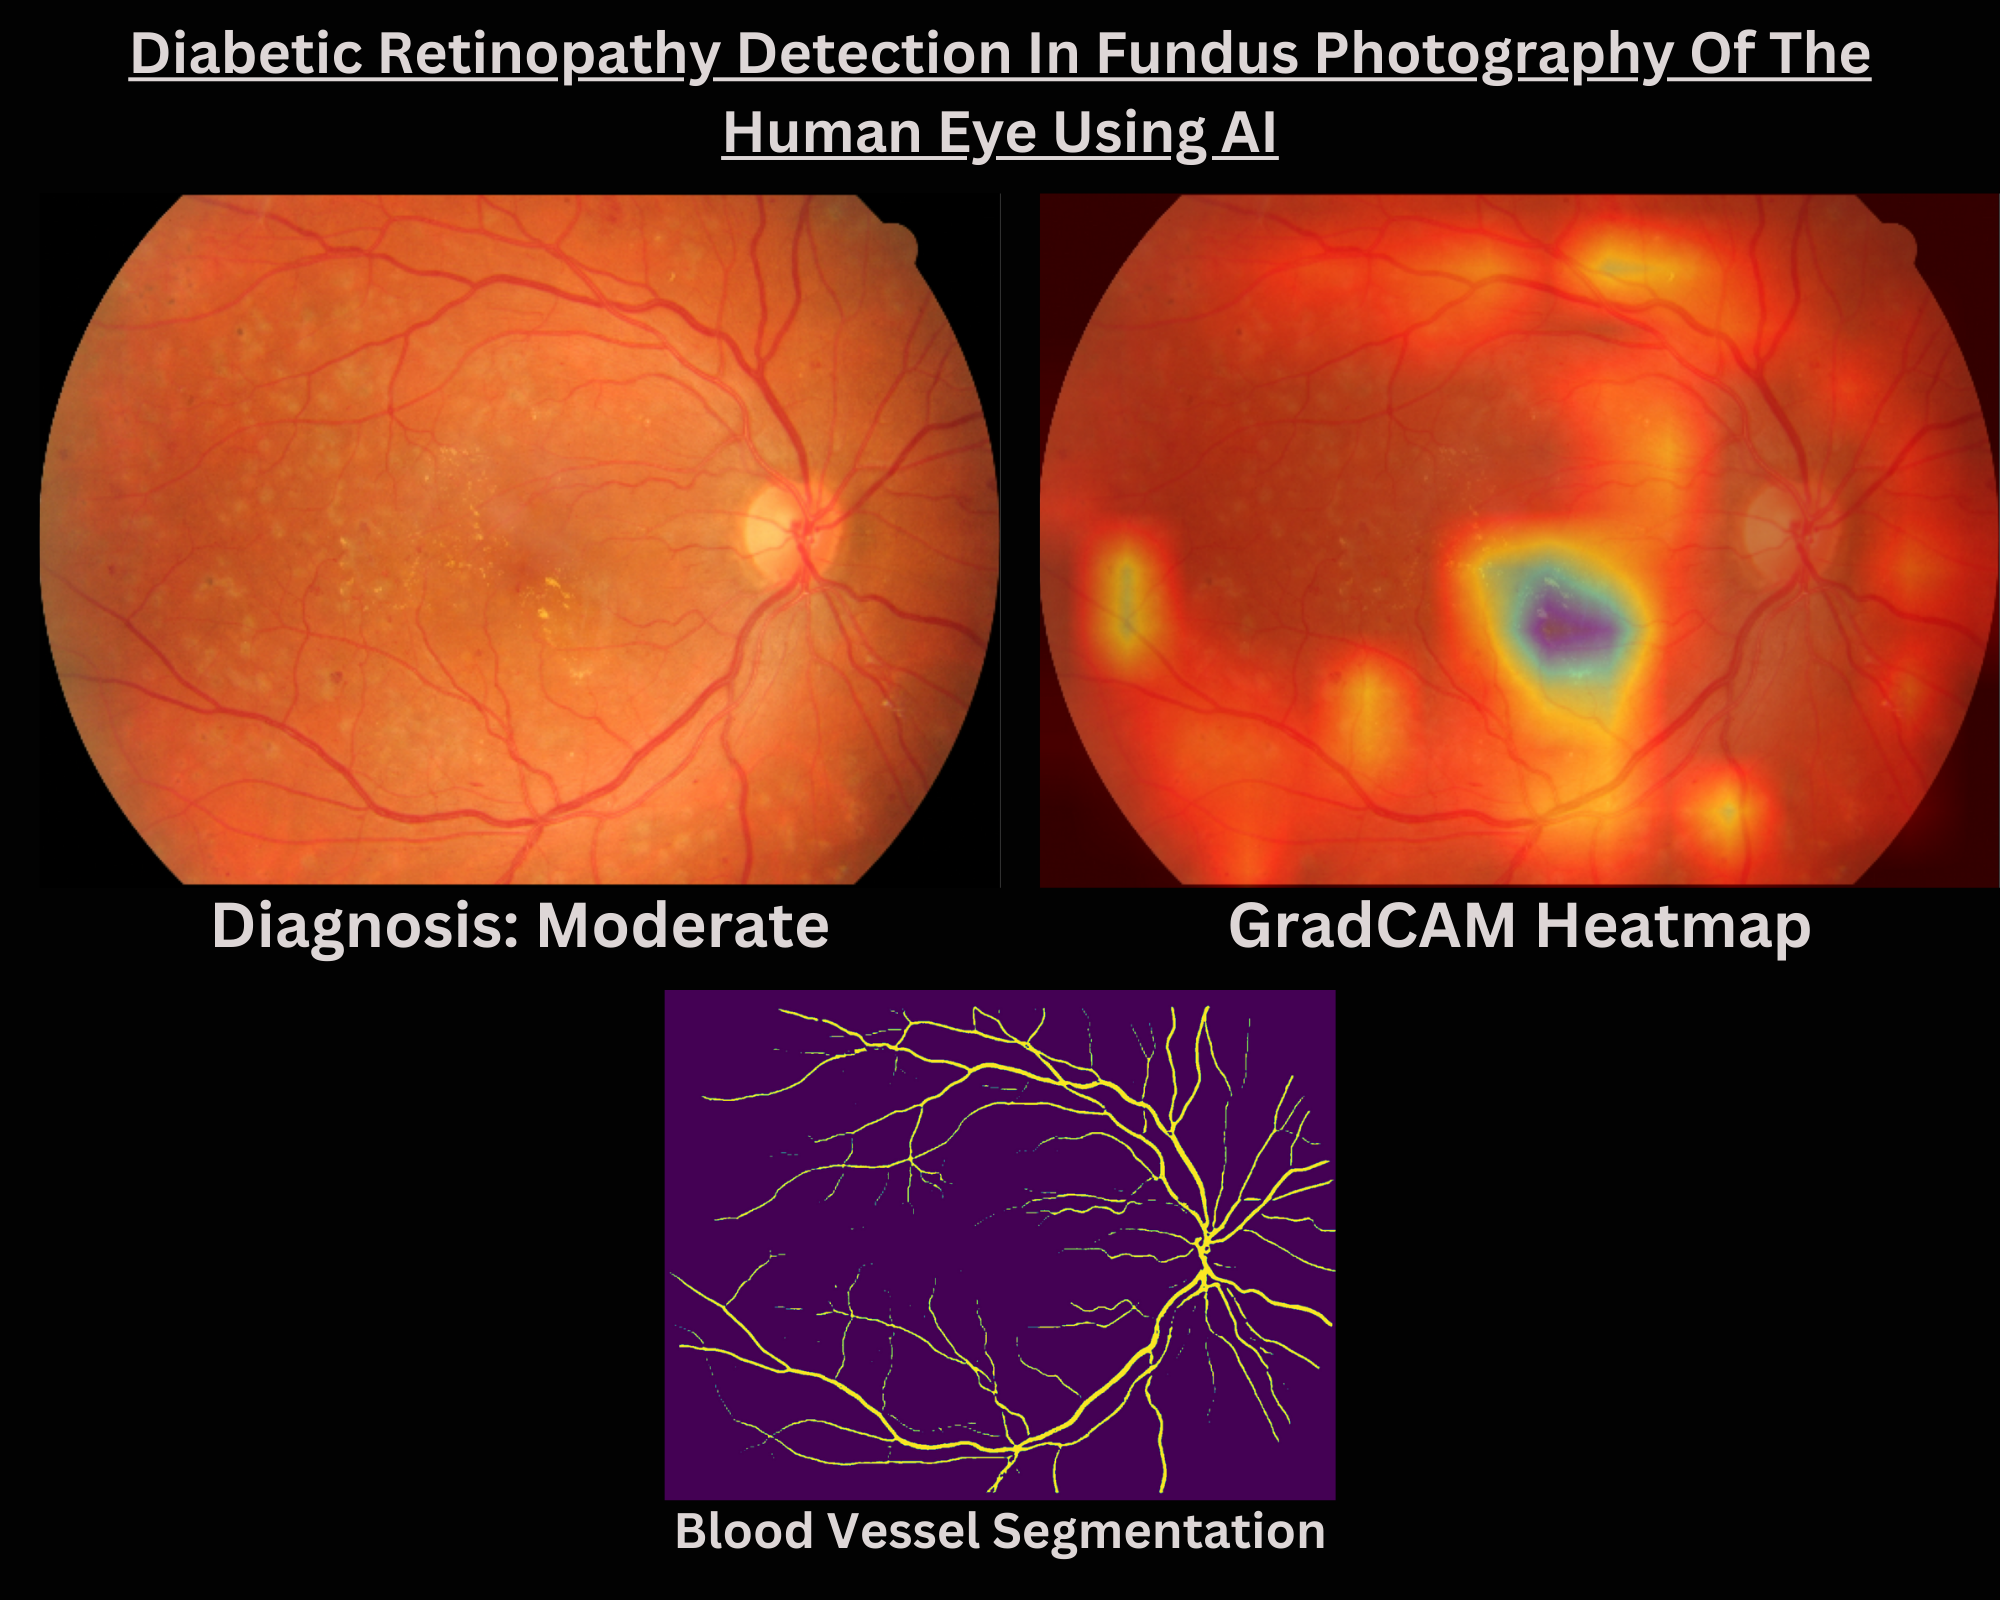 Diabetic Retinopathy Detection In Fundus Photography Of The
Human Eye Using AI
Diagnosis: Moderate
GradCAM Heatmap
Blood Vessel Segmentation